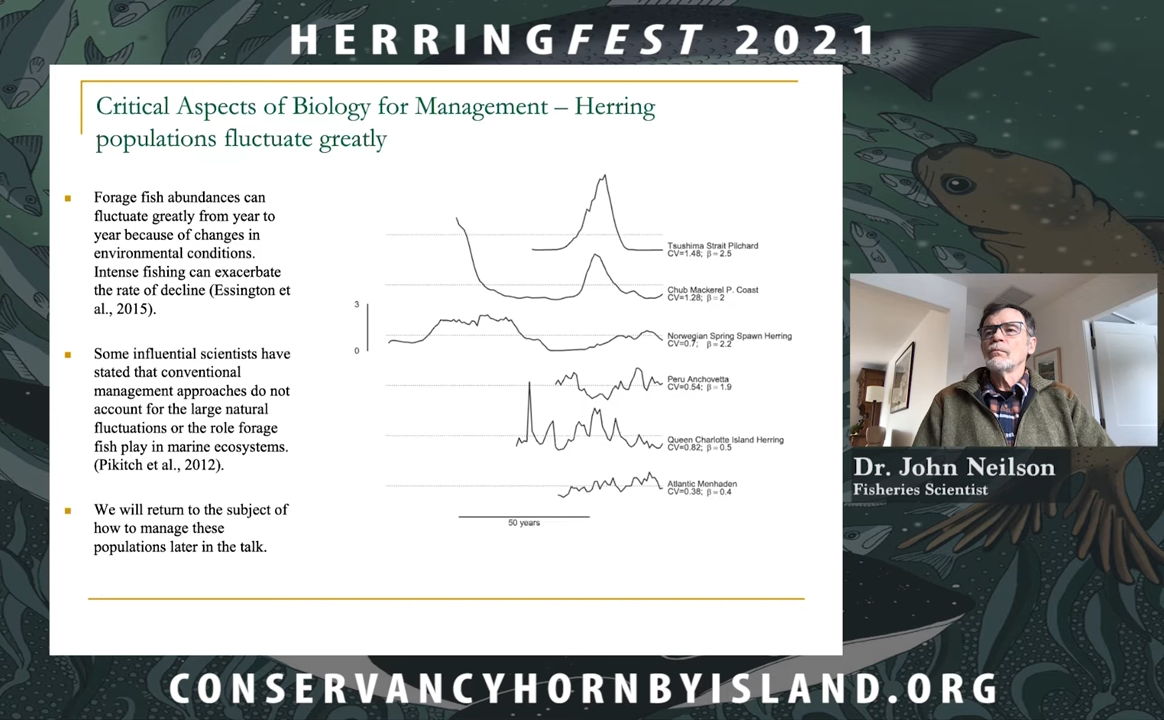 HERRINGFEST 2021
Critical Aspects of Biology for Management – Herring
populations fluctuate greatly
Forage fish abundances can
fluctuate greatly from year to
year because of changes in
environmental conditions.
Intense fishing can exacerbate
the rate of decline (Essington et
al., 2015).
Some influential scientists have
stated that conventional
management approaches do not
account for the large natural
fluctuations or the role forage
fish play in marine ecosystems.
(Pikitch et al., 2012).
We will return to the subject of
how to manage these
populations later in the talk.
Tsushima Strait Pilchard
CV=1.48; β=2.5
Chub Mackerel P. Coast
CV=1.28; β=2
3
0
Norwegian Spring Spawn Herring
CV=0.7; β=2.2
Peru Anchovetta
CV=0.54; β=1.9
Queen Charlotte Island Herring
CV=0.82; β=0.5
Atlantic Menhaden
CV=0.38; β=0.4
50 years
Dr. John Neilson
Fisheries Scientist
CONSERVANCYHORNBYISLAND.ORG